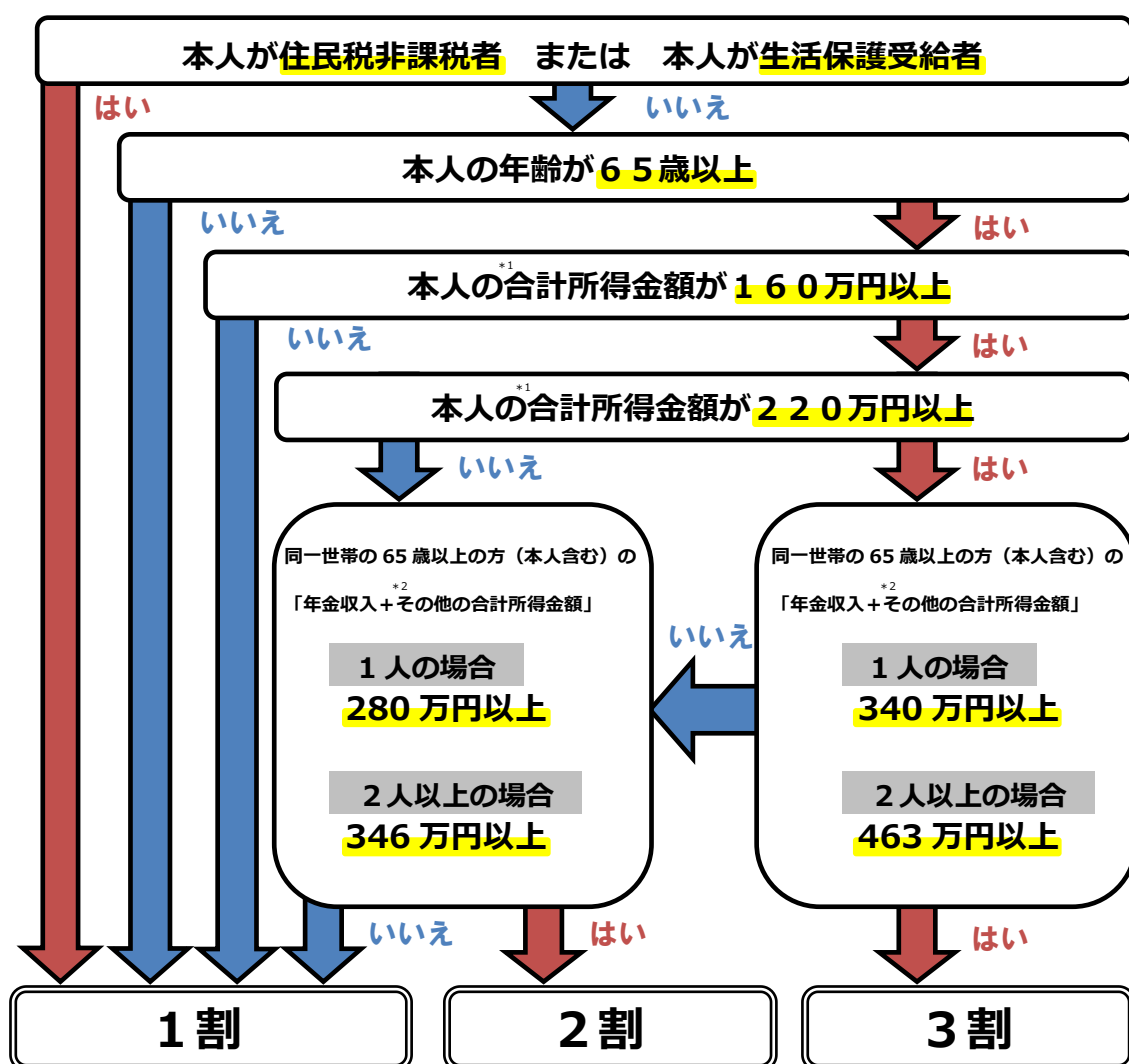 本人が住民税非課税者 または 本人が生活保護受給者
はい
いいえ
本人の年齢が６５歳以上
いいえ
はい
本人の*1合計所得金額が１６０万円以上
いいえ
はい
本人の*1合計所得金額が２２０万円以上
いいえ
はい
同一世帯の 65 歳以上の方（本人含む）の
「年金収入＋*2その他の合計所得金額」
１人の場合
280 万円以上
２人以上の場合
346 万円以上
いいえ
同一世帯の 65 歳以上の方（本人含む）の
「年金収入＋*2その他の合計所得金額」
１人の場合
340 万円以上
２人以上の場合
463 万円以上
いいえ
はい
はい
１割
２割
３割